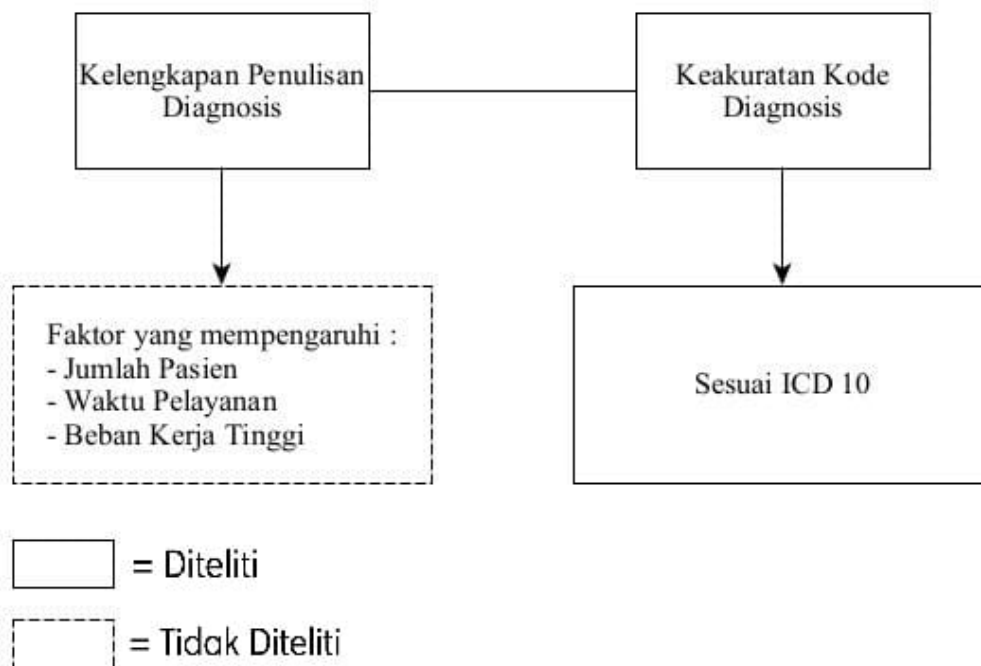 Kelengkapan Penulisan
Diagnosis
Keakuratan Kode
Diagnosis
Faktor yang mempengaruhi :
- Jumlah Pasien
- Waktu Pelayanan
- Beban Kerja Tinggi
Sesuai ICD 10
= Diteliti
= Tidak Diteliti